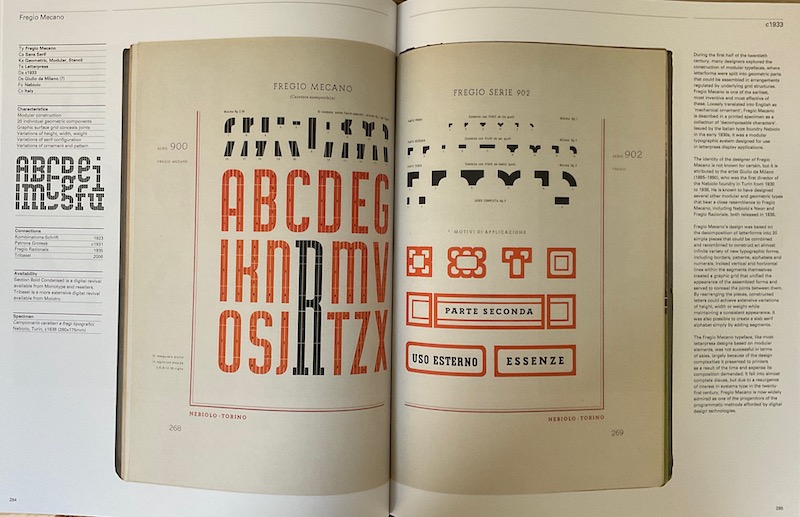 Fregio Mecano
c1933
Ty Fregio Mecano
Ca Sans Serif
Ke Geometric, Modular, Stencil
Te Letterpress
Da c1933
De Giulio da Milano (?)
Fo Nebiolo
Co Italy
Characteristics
Modular construction
20 individual geometric components
Graphic surface grid conceals joints
Variations of height, width, weight
Variations of serif configuration
Variations of ornament and pattern
ABCDei
imgsru
Connections
Kombinations-Schrift 1923
Patrona Grotesk c1931
Fregio Razionale 1935
Tribasei 2006
Availability
Gaston Bold Condensed is a digital revival
available from Monotype and resellers.
Tribasei is a more extensive digital revival
available from Molotro
Specimen
Campionario caratteri e fregi tipografici
Nebiolo, Turin, c1939 (260x175mm)
284
FREGIO MECANO
(Carattere scomponibile)
SERIE 900
FREGIO MECANO
ABCDEG
IKNRMV
OSJRTZX
NEBIOLO - TORINO
268
FREGIO SERIE 902
SERIE 902
FREGIO
SERIE COMPLETA
MOTIVI DI APPLICAZIONE
PARTE SECONDA
USO ESTERNO
ESSENZE
NEBIOLO - TORINO
269
During the first half of the twentieth
century, many designers explored the
construction of modular typefaces, where
letterforms were split into geometric parts
that could be assembled in arrangements
regulated by underlying grid structures.
Fregio Mecano is one of the earliest,
most inventive and most effective of
these. Loosely translated into English as
'mechanical ornament', Fregio Mecano
is described in a printed specimen as a
collection of 'decomposable characters'.
Issued by the Italian type foundry Nebiolo
in the early 1930s, it was a modular
typographic system designed for use
in letterpress display applications.
The identity of the designer of Fregio
Mecano is not known for certain, but it is
attributed to the artist Giulio da Milano
(1895–1990), who was the first director of
the Nebiolo foundry in Turin from 1930
to 1936. He is known to have designed
several other modular and geometric types
that bear a close resemblance to Fregio
Mecano, including Nebiolo's Neon and
Fregio Razionale, both released in 1935.
Fregio Mecano's design was based on
the decomposition of letterforms into 20
simple pieces that could be combined
and recombined to construct an almost
infinite variety of new typographic forms,
including borders, patterns, alphabets and
numerals. Inlaid vertical and horizontal
lines within the segments themselves
created a graphic grid that unified the
appearance of the assembled forms and
served to conceal the joints between them.
By rearranging the pieces, constructed
letters could achieve extensive variations
of height, width or weight while
maintaining a consistent appearance. It
was also possible to create a slab serif
alphabet simply by adding segments.
The Fregio Mecano typeface, like most
letterpress designs based on modular
elements, was not successful in terms
of sales, largely because of the design
complexities it presented to printers
as a result of the time and expense its
composition demanded. It fell into almost
complete disuse, but due to a resurgence
of interest in systems type in the twenty-
first century, Fregio Mecano is now widely
admired as one of the progenitors of the
programmatic methods afforded by digital
design technologies.
285